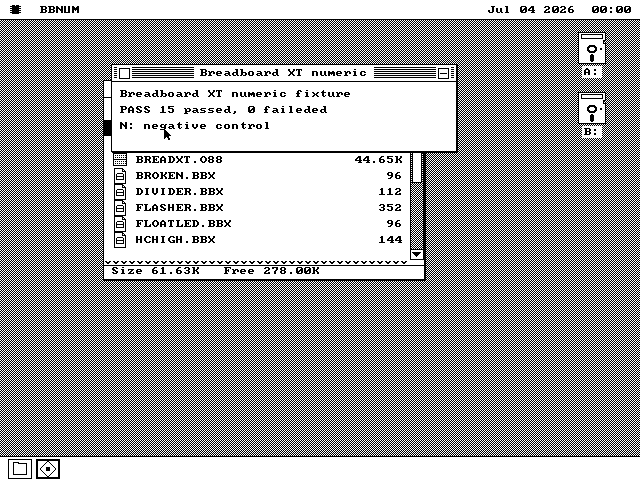 BBNUM Jul 04 2026 00:00
A:
B:
Breadboard XT numeric
Breadboard XT numeric fixture
PASS 15 passed, 0 faileded
N: negative control
BREADXT.O88 44.65K
BROKEN.BBX 96
DIVIDER.BBX 112
FLASHER.BBX 352
FLOATLED.BBX 96
HCHIGH.BBX 144
Size 61.63K Free 278.00K